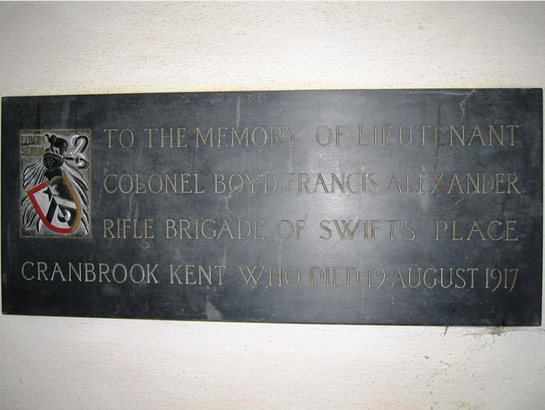 TO THE MEMORY OF LIEUTENANT
COLONEL BOYD FRANCIS ALEXANDER
RIFLE BRIGADE OF SWIFTS PLACE
CRANBROOK KENT WHO DIED 19 AUGUST 1917